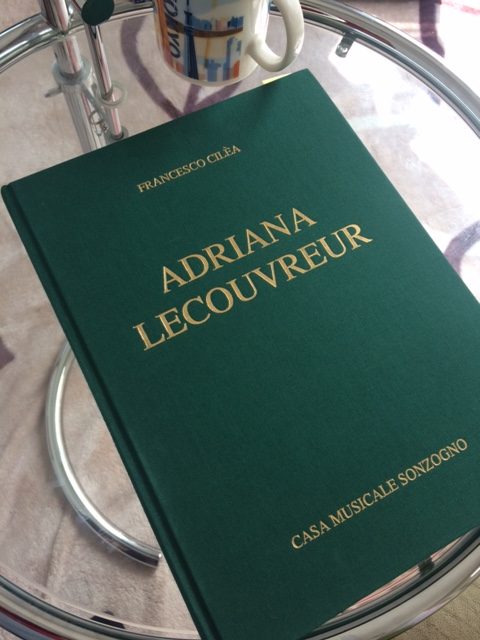 FRANCESCO CILÈA
ADRIANA
LECOUVREUR
CASA MUSICALE SONZOGNO